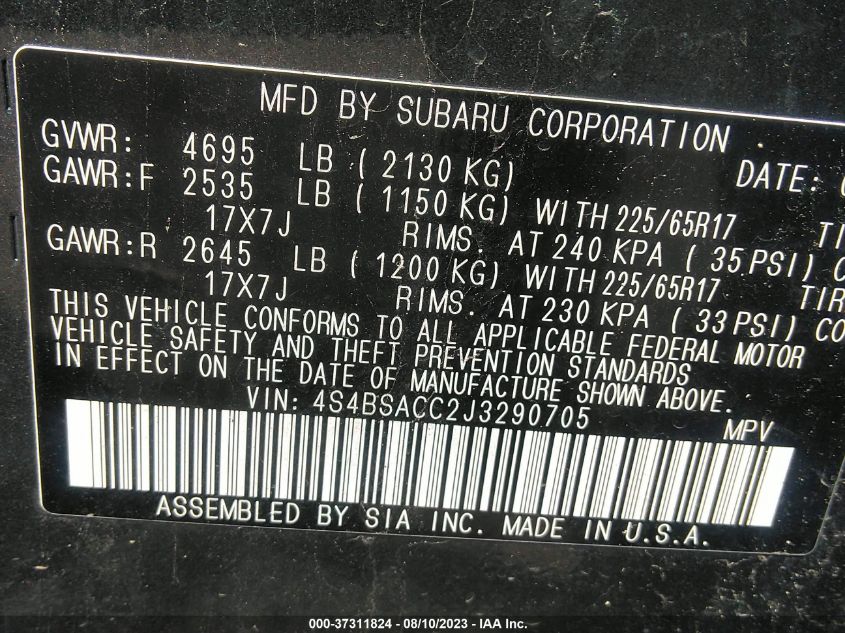 MFD BY SUBARU CORPORATION
GVWR: 4695 LB ( 2130 KG) DATE:
GAWR:F 2535 LB ( 1150 KG) WITH 225/65R17
17X7J RIMS. AT 240 KPA ( 35 PSI)
GAWR:R 2645 LB ( 1200 KG) WITH 225/65R17
17X7J RIMS. AT 230 KPA ( 33 PSI)
THIS VEHICLE CONFORMS TO ALL APPLICABLE FEDERAL MOTOR
VEHICLE SAFETY AND THEFT PREVENTION STANDARDS
IN EFFECT ON THE DATE OF MANUFACTURE SHOWN ABOVE.
VIN: 4S4BSACC2J3290705 MPV
ASSEMBLED BY SIA INC. MADE IN U.S.A.
000-37311824 - 08/10/2023 - IAA Inc.